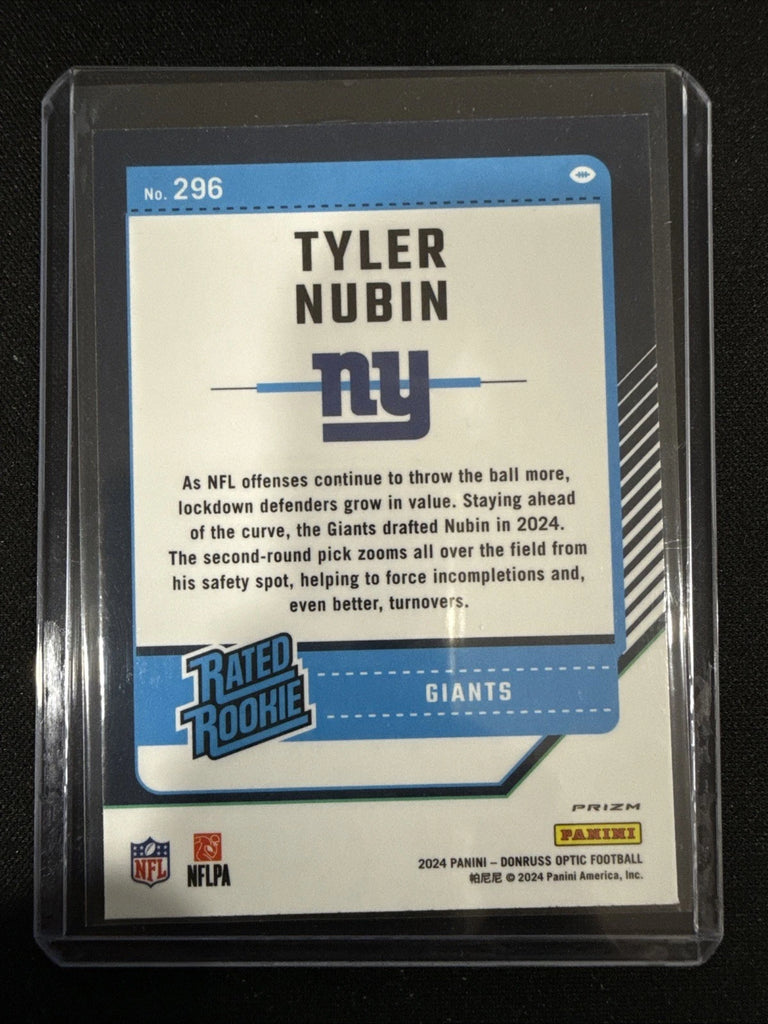 No. 296
TYLER
NUBIN
ny
As NFL offenses continue to throw the ball more,
lockdown defenders grow in value. Staying ahead
of the curve, the Giants drafted Nubin in 2024.
The second-round pick zooms all over the field from
his safety spot, helping to force incompletions and,
even better, turnovers.
RATED
ROOKIE
GIANTS
PRIZM
PANINI
NFL
NFLPA
2024 PANINI – DONRUSS OPTIC FOOTBALL
帕尼尼 © 2024 Panini America, Inc.